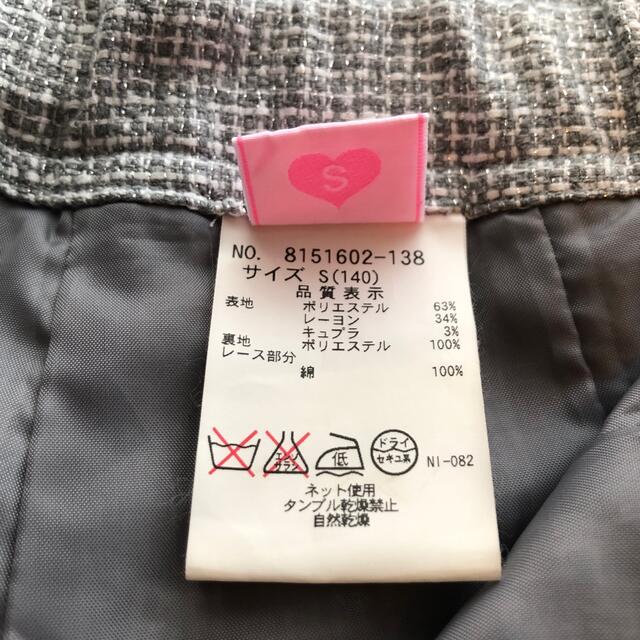 S
NO. 8151602-138
サイズ S(140)
品質表示
表地 ポリエステル 63%
レーヨン 34%
キュプラ 3%
裏地 ポリエステル 100%
レース部分
綿 100%
エンソ サラシ 低 ドライ セキユ系 NI-082
ネット使用
タンブル乾燥禁止
自然乾燥